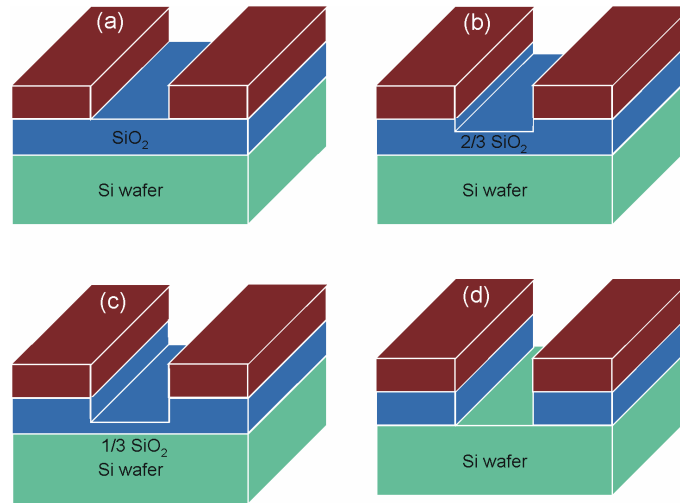 (a)
SiO₂
Si wafer
(b)
2/3 SiO₂
Si wafer
(c)
1/3 SiO₂
Si wafer
(d)
Si wafer